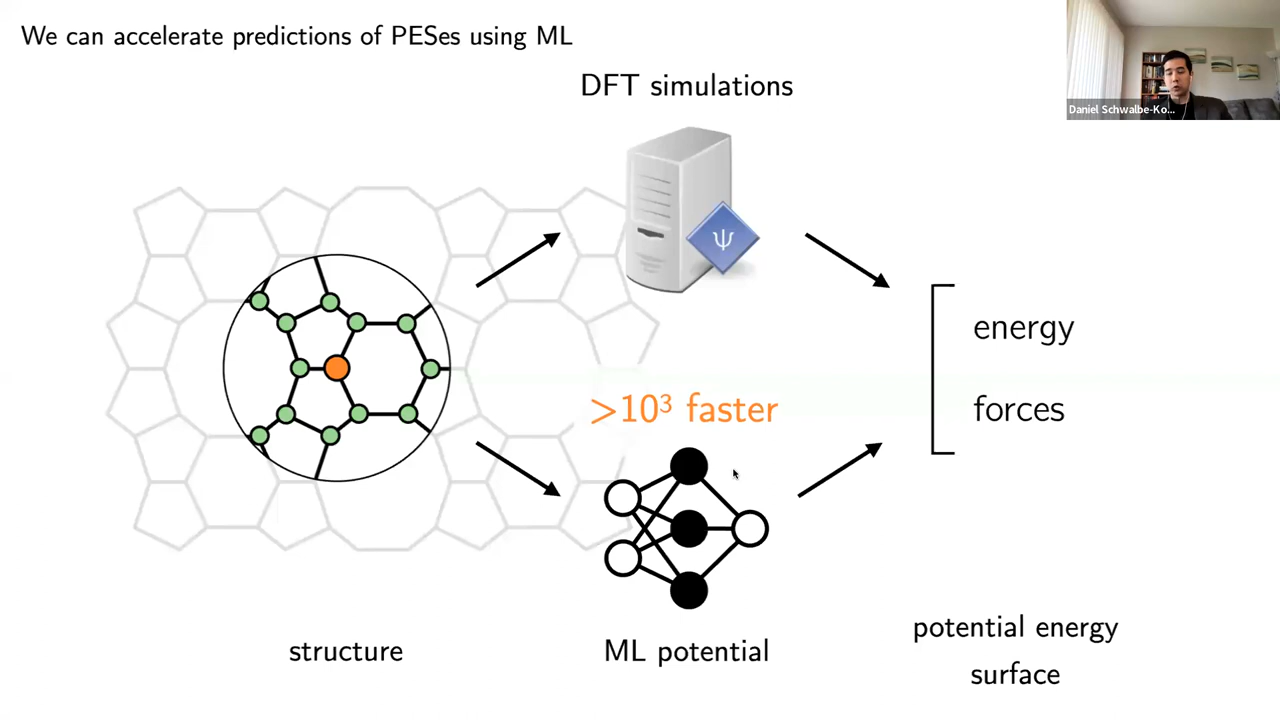 We can accelerate predictions of PESes using ML
Daniel Schwalbe-Ko...
DFT simulations
ψ
energy
forces
>10³ faster
structure
ML potential
potential energy
surface